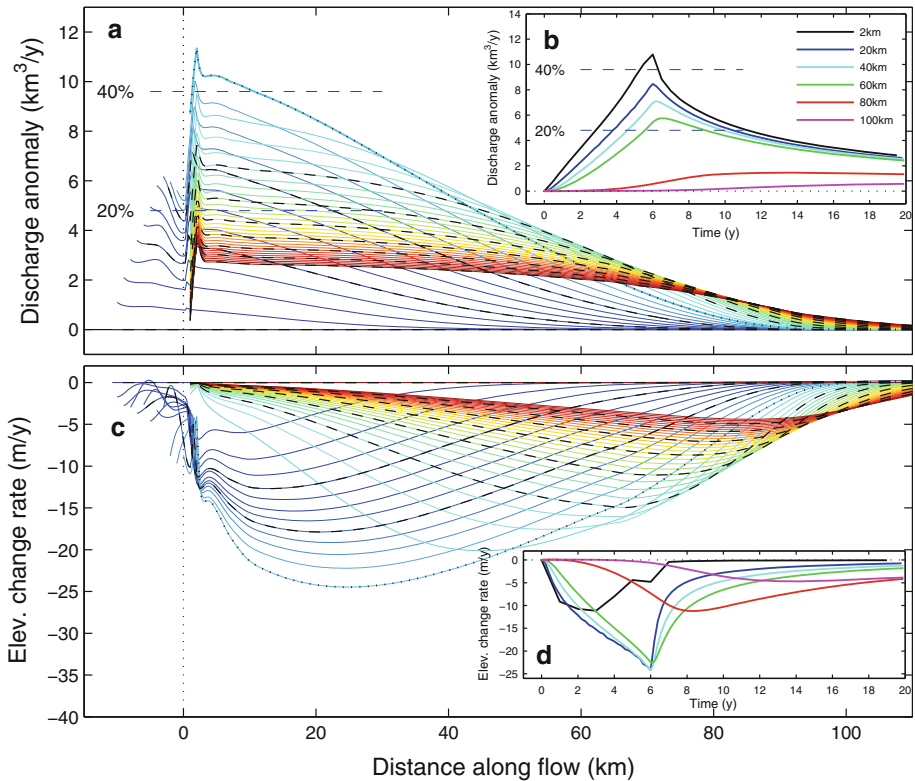 a
Discharge anomaly (km³/y)
12
10
8
6
4
2
0
40%
20%
b
Discharge anomaly (km³/y)
14
12
10
8
6
4
2
0
40%
20%
2km
20km
40km
60km
80km
100km
0 2 4 6 8 10 12 14 16 18 20
Time (y)
c
Elev. change rate (m/y)
0
−5
−10
−15
−20
−25
−30
−35
−40
d
Elev. change rate (m/y)
0
−5
−10
−15
−20
−25
0 2 4 6 8 10 12 14 16 18 20
Time (y)
0 20 40 60 80 100
Distance along flow (km)